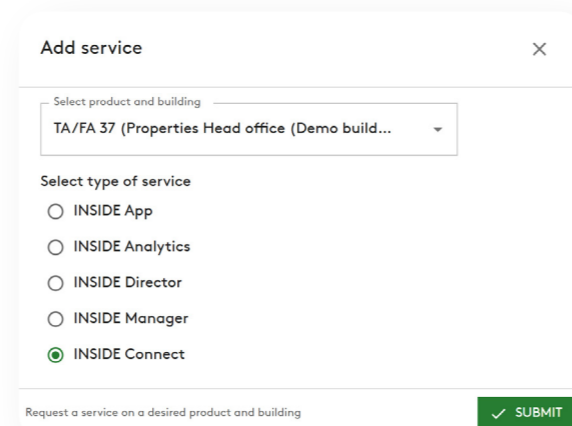 Add service
Select product and building
TA/FA 37 (Properties Head office (Demo build...
Select type of service
INSIDE App
INSIDE Analytics
INSIDE Director
INSIDE Manager
INSIDE Connect
Request a service on a desired product and building
SUBMIT